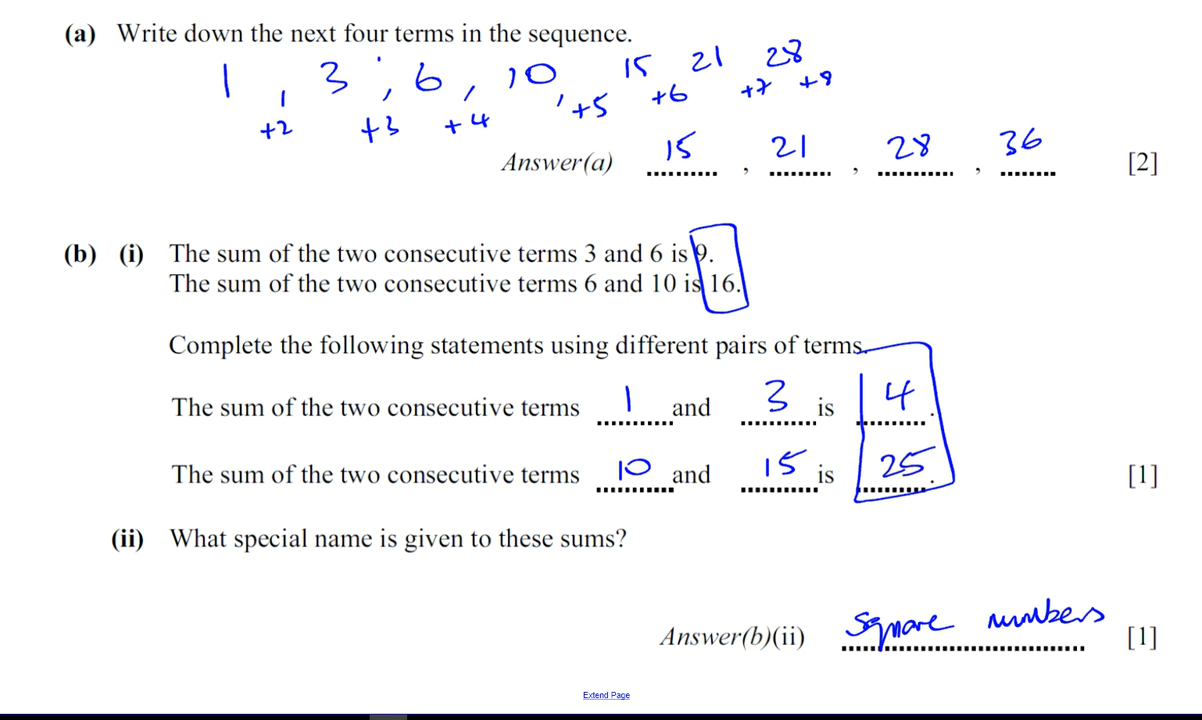 (a) Write down the next four terms in the sequence.
1 , 3 , 6 , 10 , 15 21 28
+2 +3 +4 +5 +6 +7 +8
Answer(a) 15 , 21 , 28 , 36 [2]
(b) (i) The sum of the two consecutive terms 3 and 6 is 9.
The sum of the two consecutive terms 6 and 10 is 16.
Complete the following statements using different pairs of terms.
The sum of the two consecutive terms 1 and 3 is 4.
The sum of the two consecutive terms 10 and 15 is 25. [1]
(ii) What special name is given to these sums?
Answer(b)(ii) square numbers [1]
Extend Page